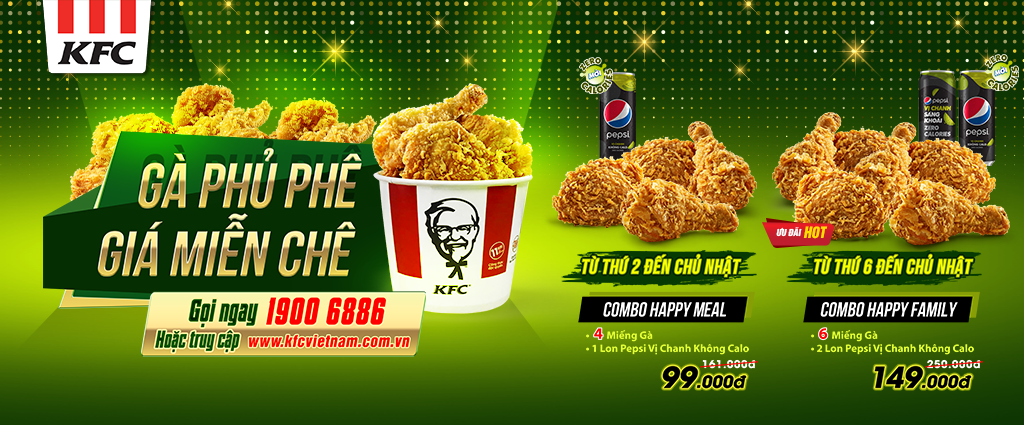 KFC
GÀ PHỦ PHÊ
GIÁ MIỄN CHÊ
Gọi ngay 1900 6886
Hoặc truy cập www.kfcvietnam.com.vn
KFC
ZERO
MỚI
CALORIES
pepsi
TỪ THỨ 2 ĐẾN CHỦ NHẬT
COMBO HAPPY MEAL
• 4 Miếng Gà
• 1 Lon Pepsi Vị Chanh Không Calo
161.000đ
99.000đ
ZERO
MỚI
CALORIES
pepsi
VỊ CHANH
SẢNG
KHOÁI
ZERO
CALORIES
pepsi
ƯU ĐÃI HOT
TỪ THỨ 6 ĐẾN CHỦ NHẬT
COMBO HAPPY FAMILY
• 6 Miếng Gà
• 2 Lon Pepsi Vị Chanh Không Calo
250.000đ
149.000đ